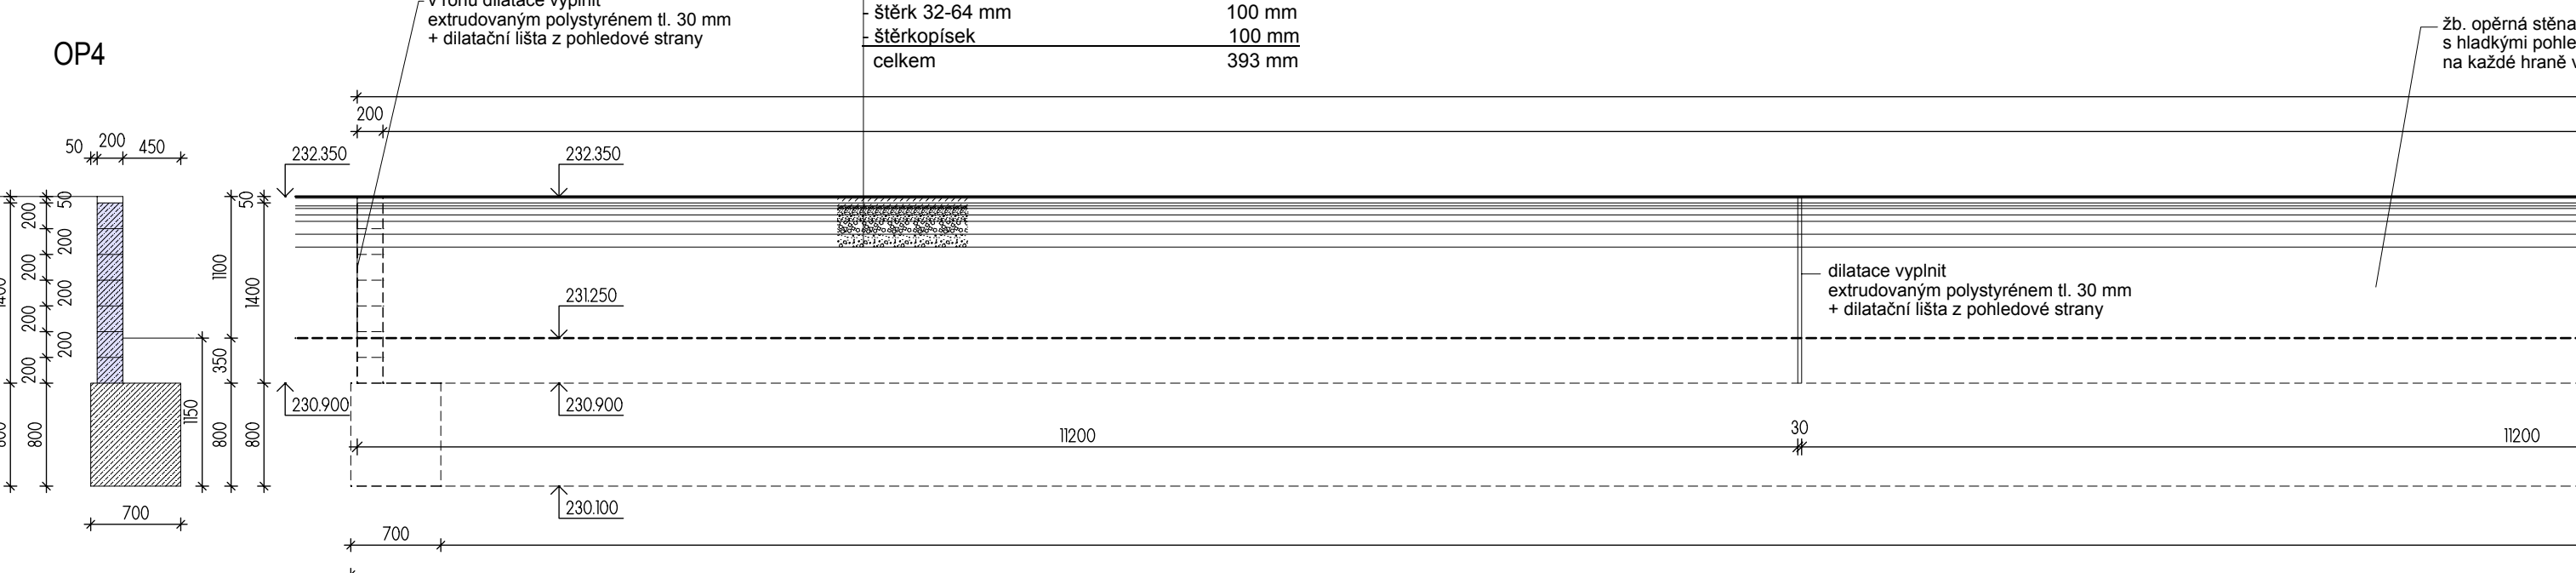 v rohu dilatace vyplnit
extrudovaným polystyrénem tl. 30 mm
+ dilatační lišta z pohledové strany
- štěrk 32-64 mm 100 mm
- štěrkopísek 100 mm
celkem 393 mm
žb. opěrná stěna
s hladkými
na každé hraně
OP4
200
50 200 450
232.350
232.350
50
50
200
200
200
200
200
200
200
1400
1100
1400
350
231.250
dilatace vyplnit
extrudovaným polystyrénem tl. 30 mm
+ dilatační lišta z pohledové strany
230.900
230.900
1150
800
800
800
11200
30
11200
230.100
700
700